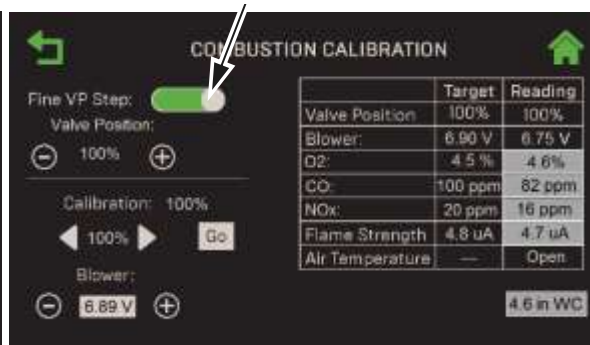 COMBUSTION CALIBRATION
Fine VP Step:
Valve Position:
100%
Calibration: 100%
100%
Go
Blower:
6.89 V
Target Reading
Valve Position 100% 100%
Blower: 6.90 V 6.75 V
O2: 4.5 % 4.6%
CO: 100 ppm 82 ppm
NOx: 20 ppm 16 ppm
Flame Strength 4.8 uA 4.7 uA
Air Temperature --- Open
4.6 in WC